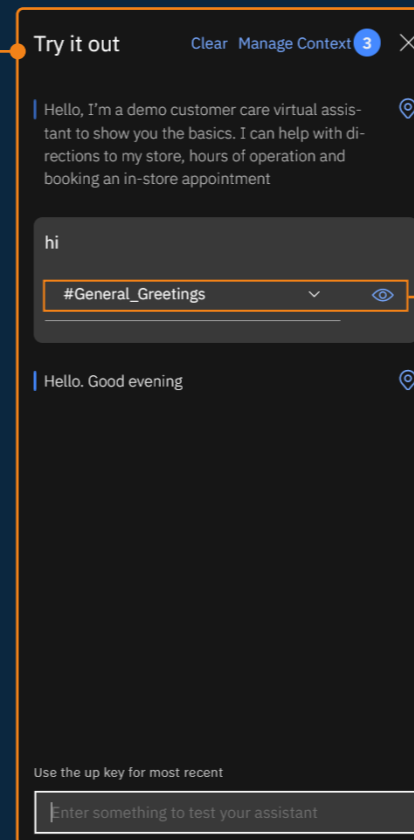 Try it out
Clear Manage Context 3
Hello, I'm a demo customer care virtual assis-
tant to show you the basics. I can help with di-
rections to my store, hours of operation and
booking an in-store appointment
hi
#General_Greetings
Hello. Good evening
Use the up key for most recent
Enter something to test your assistant